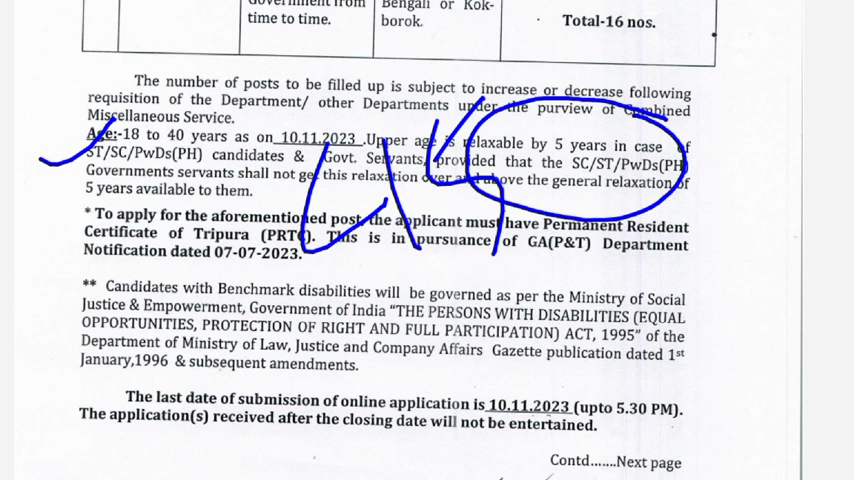 Government from
time to time.
Bengali or Kok-
borok.
Total-16 nos.
The number of posts to be filled up is subject to increase or decrease following
requisition of the Department/ other Departments under the purview of Combined
Miscellaneous Service.
Age:-18 to 40 years as on 10.11.2023 .Upper age is relaxable by 5 years in case of
ST/SC/PwDs(PH) candidates & Govt. Servants, provided that the SC/ST/PwDs(PH)
Governments servants shall not get this relaxation over and above the general relaxation of
5 years available to them.
* To apply for the aforementioned post, the applicant must have Permanent Resident
Certificate of Tripura (PRTC). This is in pursuance of GA(P&T) Department
Notification dated 07-07-2023.
** Candidates with Benchmark disabilities will be governed as per the Ministry of Social
Justice & Empowerment, Government of India "THE PERSONS WITH DISABILITIES (EQUAL
OPPORTUNITIES, PROTECTION OF RIGHT AND FULL PARTICIPATION) ACT, 1995" of the
Department of Ministry of Law, Justice and Company Affairs Gazette publication dated 1st
January,1996 & subsequent amendments.
The last date of submission of online application is 10.11.2023 (upto 5.30 PM).
The application(s) received after the closing date will not be entertained.
Contd.......Next page